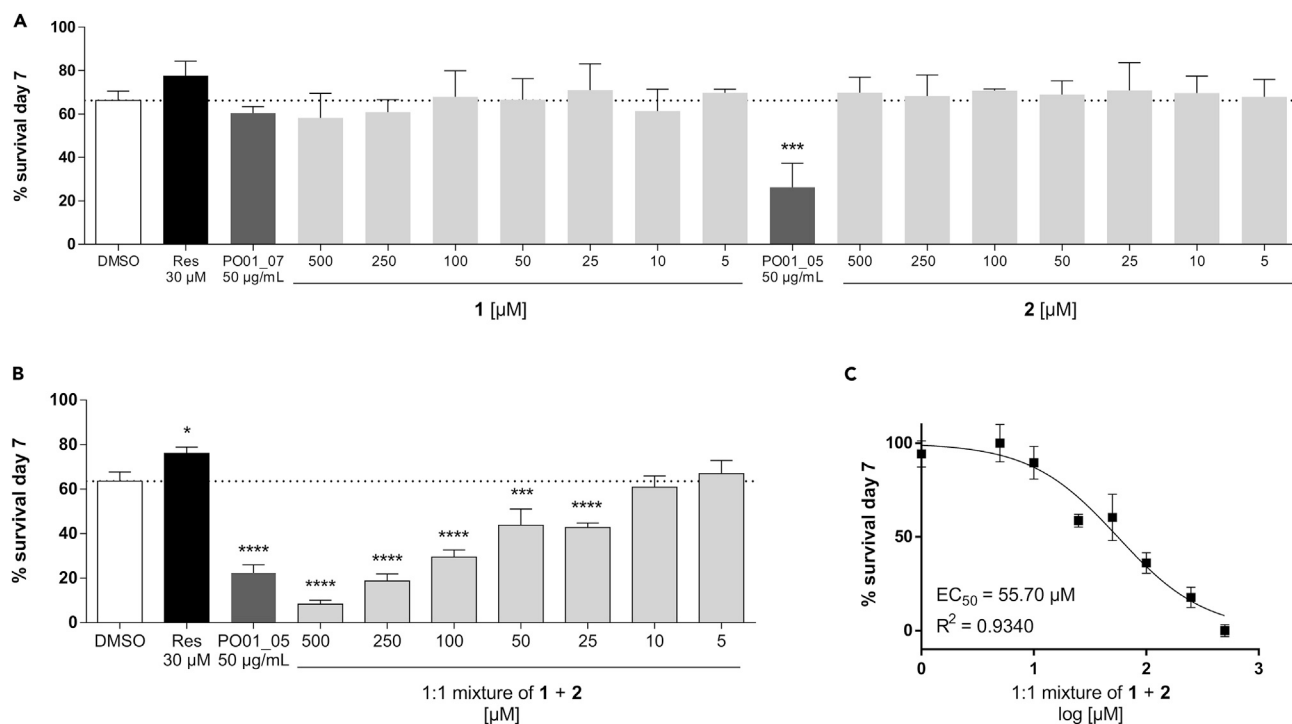 A
% survival day 7
100
80
60
40
20
0
***
DMSO Res PO01_07 500 250 100 50 25 10 5 PO01_05 500 250 100 50 25 10 5
30 µM 50 µg/mL 50 µg/mL
1 [µM] 2 [µM]
B
% survival day 7
100
80
60
40
20
0
* **** **** **** **** *** ****
DMSO Res PO01_05 500 250 100 50 25 10 5
30 µM 50 µg/mL
1:1 mixture of 1 + 2
[µM]
C
% survival day 7
100
50
0
EC50 = 55.70 µM
R2 = 0.9340
0 1 2 3
1:1 mixture of 1 + 2
log [µM]